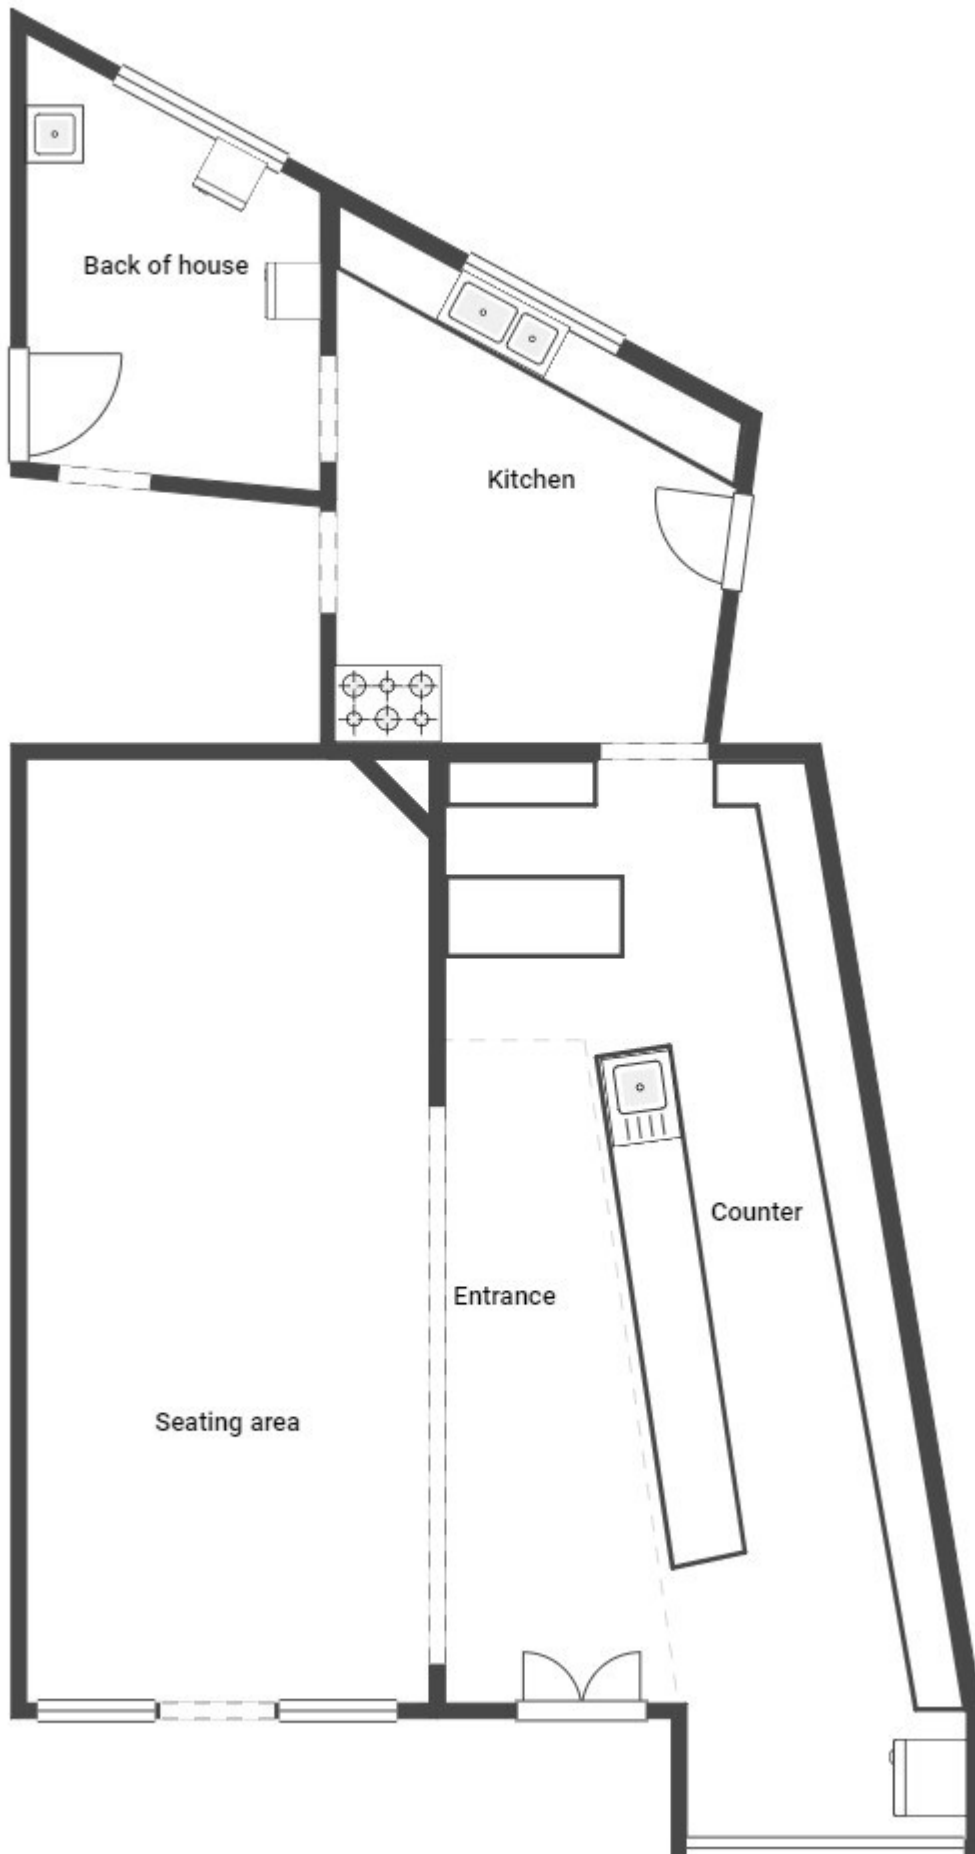 Back of house
Kitchen
Counter
Entrance
Seating area